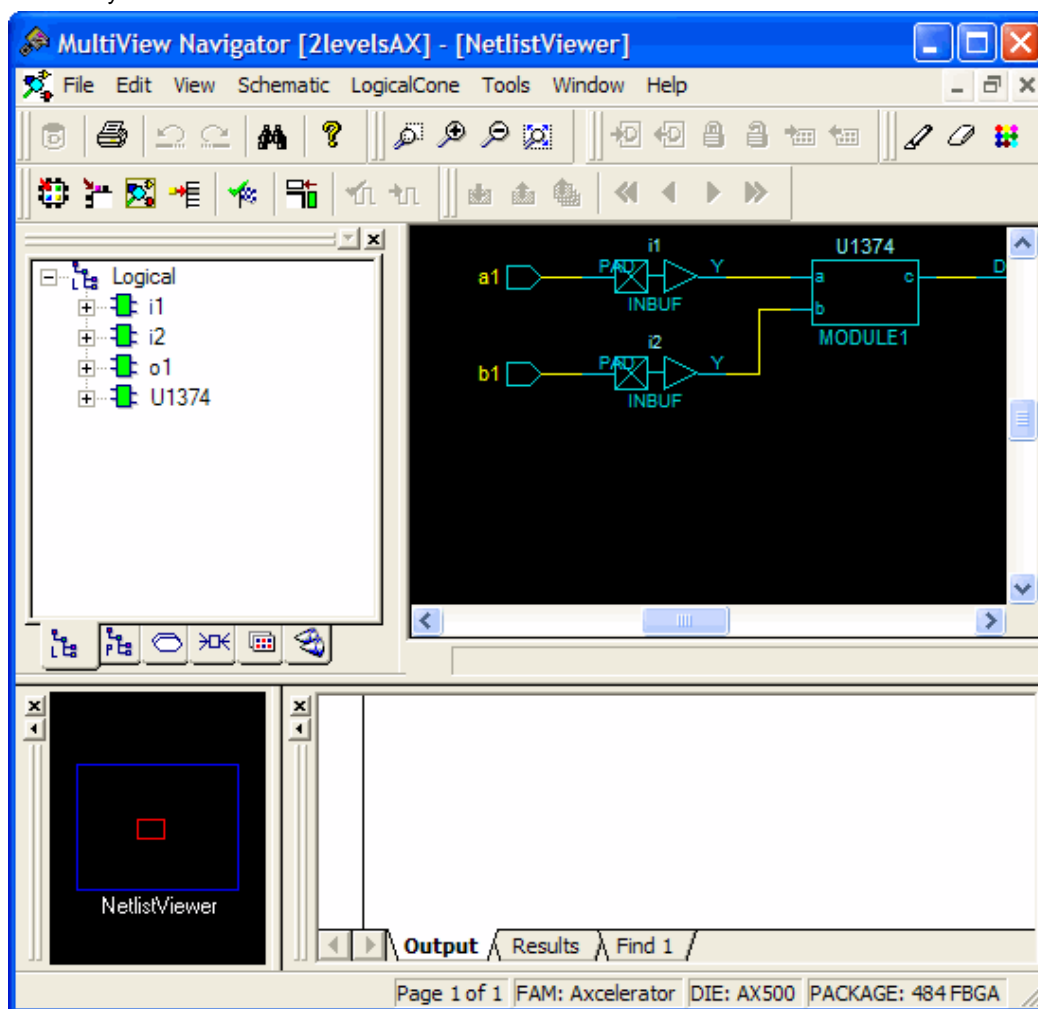 MultiView Navigator [2levelsAX] - [NetlistViewer]
File Edit View Schematic LogicalCone Tools Window Help
Logical
i1
i2
o1
U1374
i1 U1374
a1 PAD Y a c D
INBUF b
i2 MODULE1
b1 PAD Y
INBUF
NetlistViewer
Output Results Find 1
Page 1 of 1 FAM: Axcelerator DIE: AX500 PACKAGE: 484 FBGA